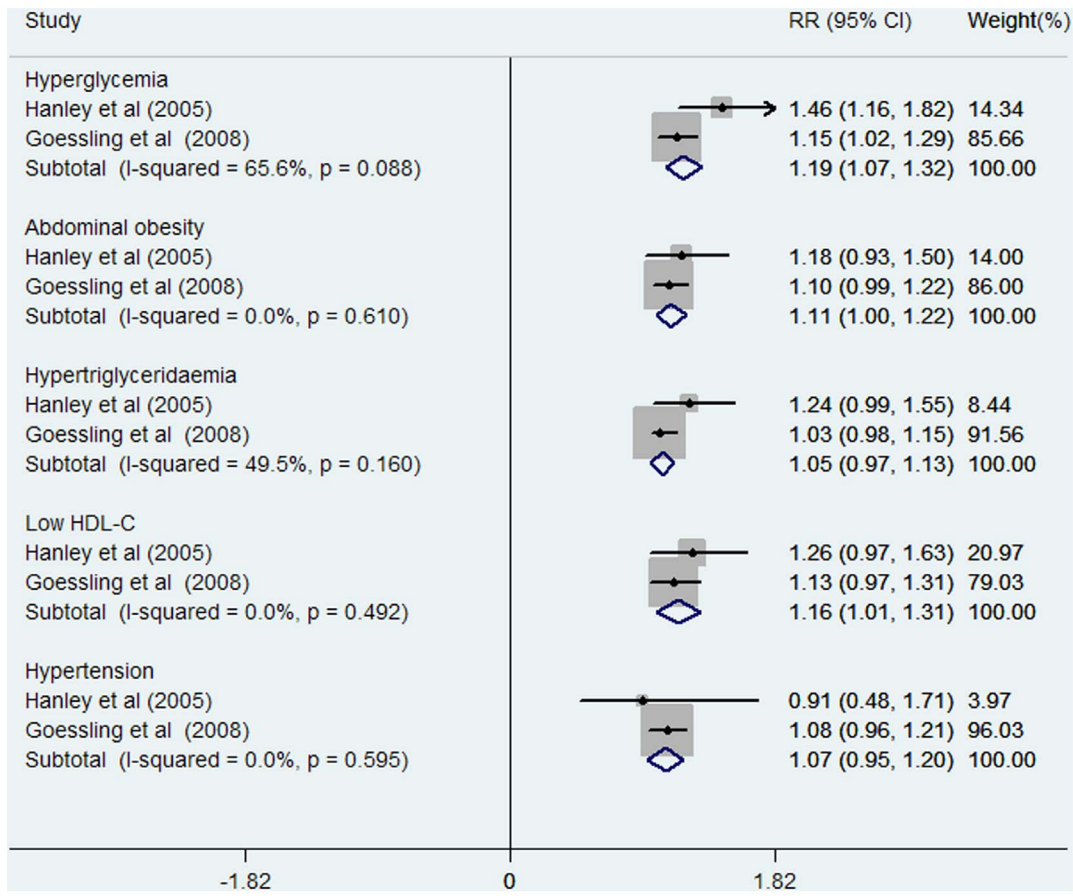 Study RR (95% CI) Weight(%)
Hyperglycemia
Hanley et al (2005) 1.46 (1.16, 1.82) 14.34
Goessling et al (2008) 1.15 (1.02, 1.29) 85.66
Subtotal (I-squared = 65.6%, p = 0.088) 1.19 (1.07, 1.32) 100.00
Abdominal obesity
Hanley et al (2005) 1.18 (0.93, 1.50) 14.00
Goessling et al (2008) 1.10 (0.99, 1.22) 86.00
Subtotal (I-squared = 0.0%, p = 0.610) 1.11 (1.00, 1.22) 100.00
Hypertriglyceridaemia
Hanley et al (2005) 1.24 (0.99, 1.55) 8.44
Goessling et al (2008) 1.03 (0.98, 1.15) 91.56
Subtotal (I-squared = 49.5%, p = 0.160) 1.05 (0.97, 1.13) 100.00
Low HDL-C
Hanley et al (2005) 1.26 (0.97, 1.63) 20.97
Goessling et al (2008) 1.13 (0.97, 1.31) 79.03
Subtotal (I-squared = 0.0%, p = 0.492) 1.16 (1.01, 1.31) 100.00
Hypertension
Hanley et al (2005) 0.91 (0.48, 1.71) 3.97
Goessling et al (2008) 1.08 (0.96, 1.21) 96.03
Subtotal (I-squared = 0.0%, p = 0.595) 1.07 (0.95, 1.20) 100.00
-1.82 0 1.82